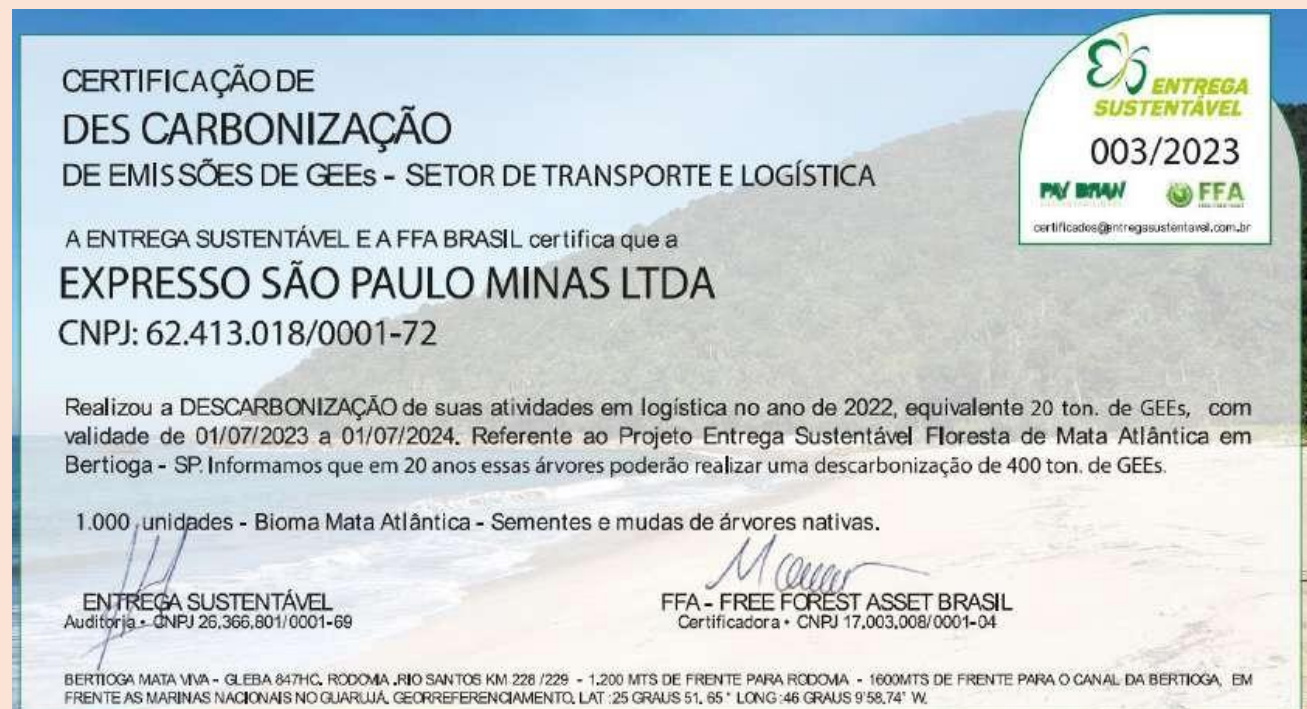 CERTIFICAÇÃO DE
DES CARBONIZAÇÃO
DE EMISSÕES DE GEEs - SETOR DE TRANSPORTE E LOGÍSTICA
ENTREGA
SUSTENTÁVEL
003/2023
FFA
certificados@entregasustentavel.com.br
A ENTREGA SUSTENTÁVEL E A FFA BRASIL certifica que a
EXPRESSO SÃO PAULO MINAS LTDA
CNPJ: 62.413.018/0001-72
Realizou a DESCARBONIZAÇÃO de suas atividades em logística no ano de 2022, equivalente 20 ton. de GEEs, com
validade de 01/07/2023 a 01/07/2024. Referente ao Projeto Entrega Sustentável Floresta de Mata Atlântica em
Bertioga - SP. Informamos que em 20 anos essas árvores poderão realizar uma descarbonização de 400 ton. de GEEs.
1.000 unidades - Bioma Mata Atlântica - Sementes e mudas de árvores nativas.
ENTREGA SUSTENTÁVEL
Auditoria • CNPJ 26,366,801/0001-69
FFA - FREE FOREST ASSET BRASIL
Certificadora • CNPJ 17,003,008/0001-04
BERTIOGA MATA VIVA - GLEBA 847HC. RODOVIA .RIO SANTOS KM 228 /229 - 1.200 MTS DE FRENTE PARA RODOVIA - 1600MTS DE FRENTE PARA O CANAL DA BERTIOGA, EM
FRENTE AS MARINAS NACIONAIS NO GUARUJÁ. GEORREFERENCIAMENTO. LAT :25 GRAUS 51, 65 " LONG :46 GRAUS 9'58,74" W.